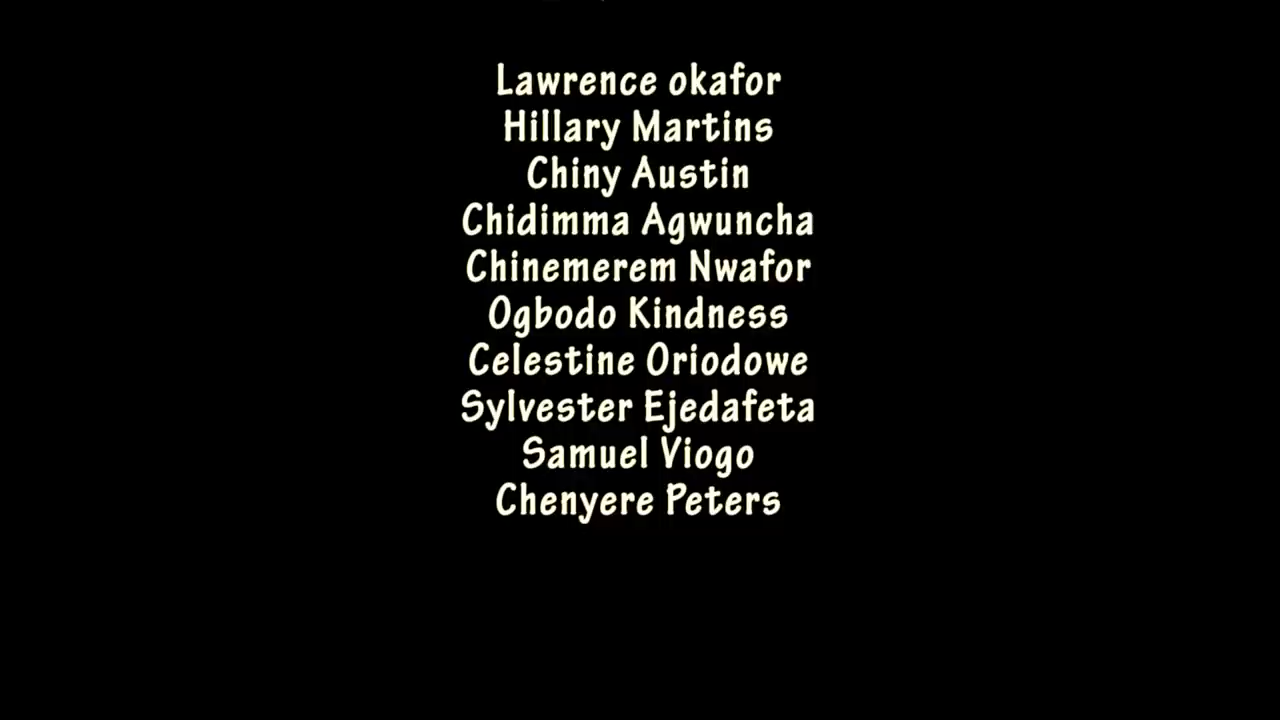 Lawrence okafor
Hillary Martins
Chiny Austin
Chidimma Agwuncha
Chinemerem Nwafor
Ogbodo Kindness
Celestine Oriodowe
Sylvester Ejedafeta
Samuel Viogo
Chenyere Peters